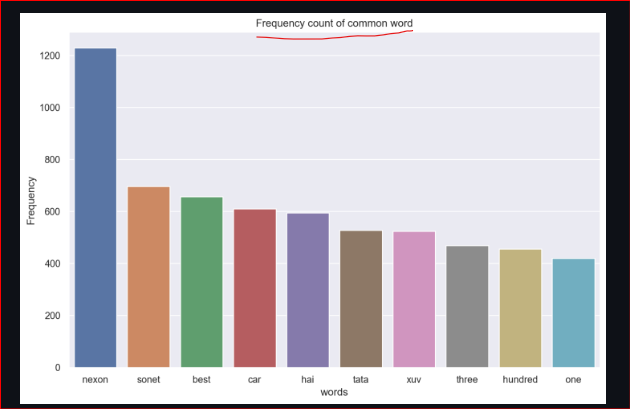 Frequency count of common word
1200
1000
800
600
400
200
0
Frequency
nexon sonet best car hai tata xuv three hundred one
words